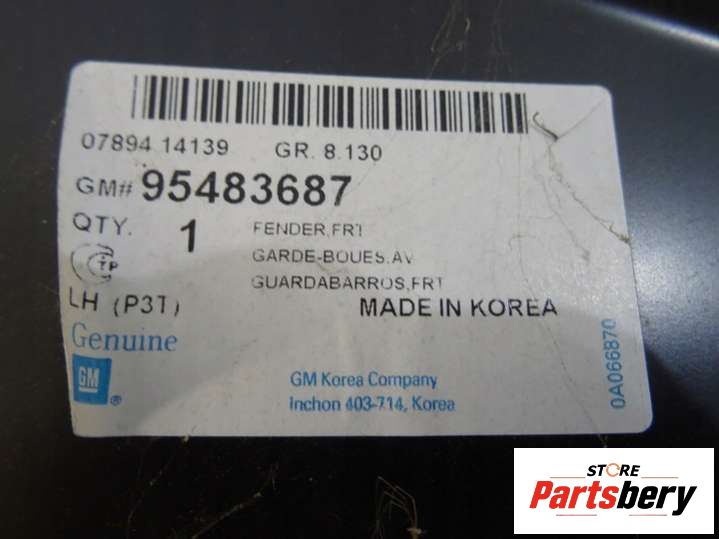 07894 14139 GR. 8.130
GM# 95483687
QTY. 1 FENDER,FRT
GARDE-BOUES.AV
GUARDABARROS,FRT
TP
LH (P3T) MADE IN KOREA
Genuine
GM ®
GM Korea Company
Inchon 403-714, Korea
0A066870
STORE
Partsbery